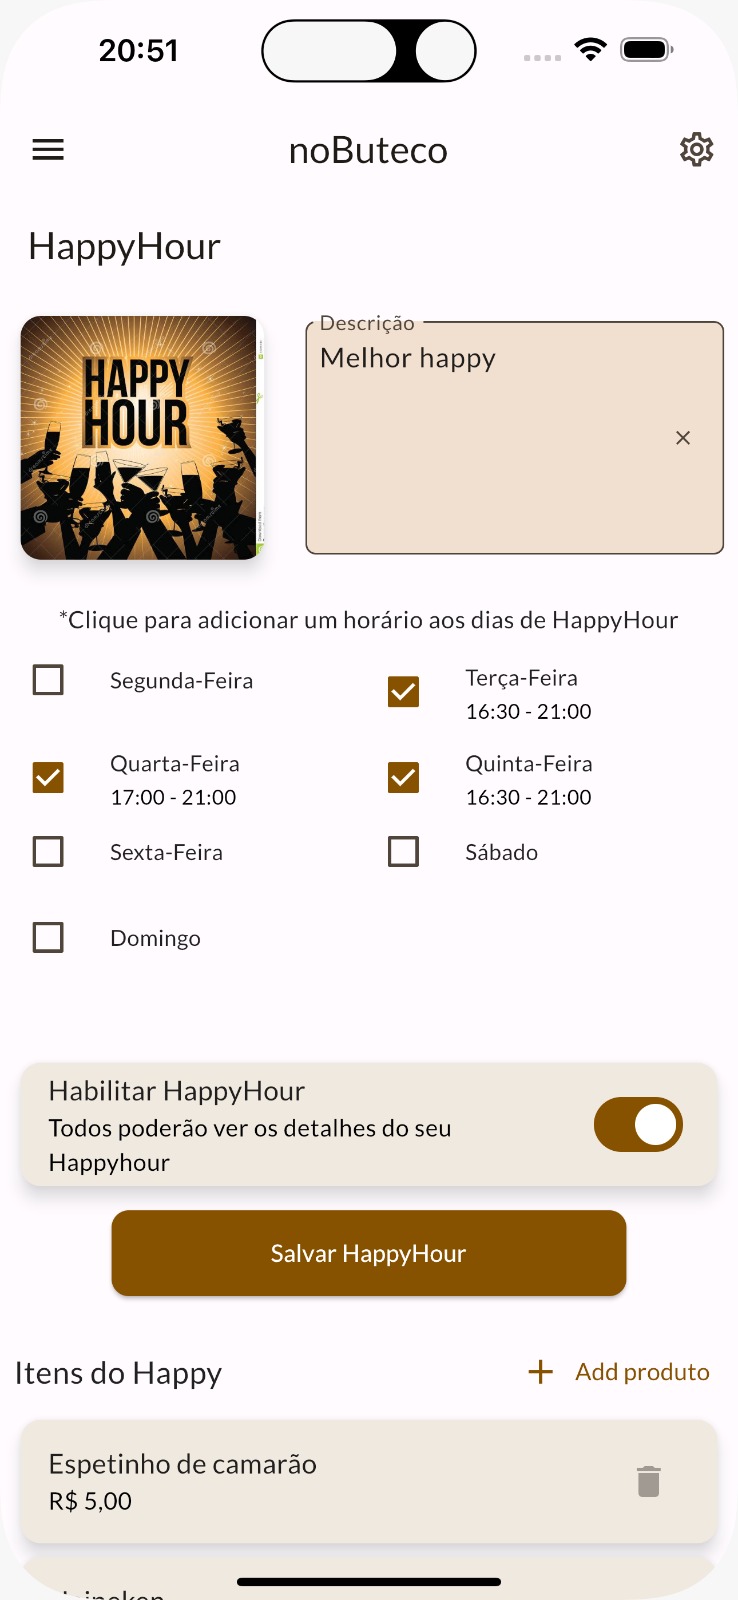 20:51
noButeco
HappyHour
HAPPY
HOUR
Descrição
Melhor happy
*Clique para adicionar um horário aos dias de HappyHour
Segunda-Feira
Terça-Feira
16:30 - 21:00
Quarta-Feira
17:00 - 21:00
Quinta-Feira
16:30 - 21:00
Sexta-Feira
Sábado
Domingo
Habilitar HappyHour
Todos poderão ver os detalhes do seu
Happyhour
Salvar HappyHour
Itens do Happy
Add produto
Espetinho de camarão
R$ 5,00